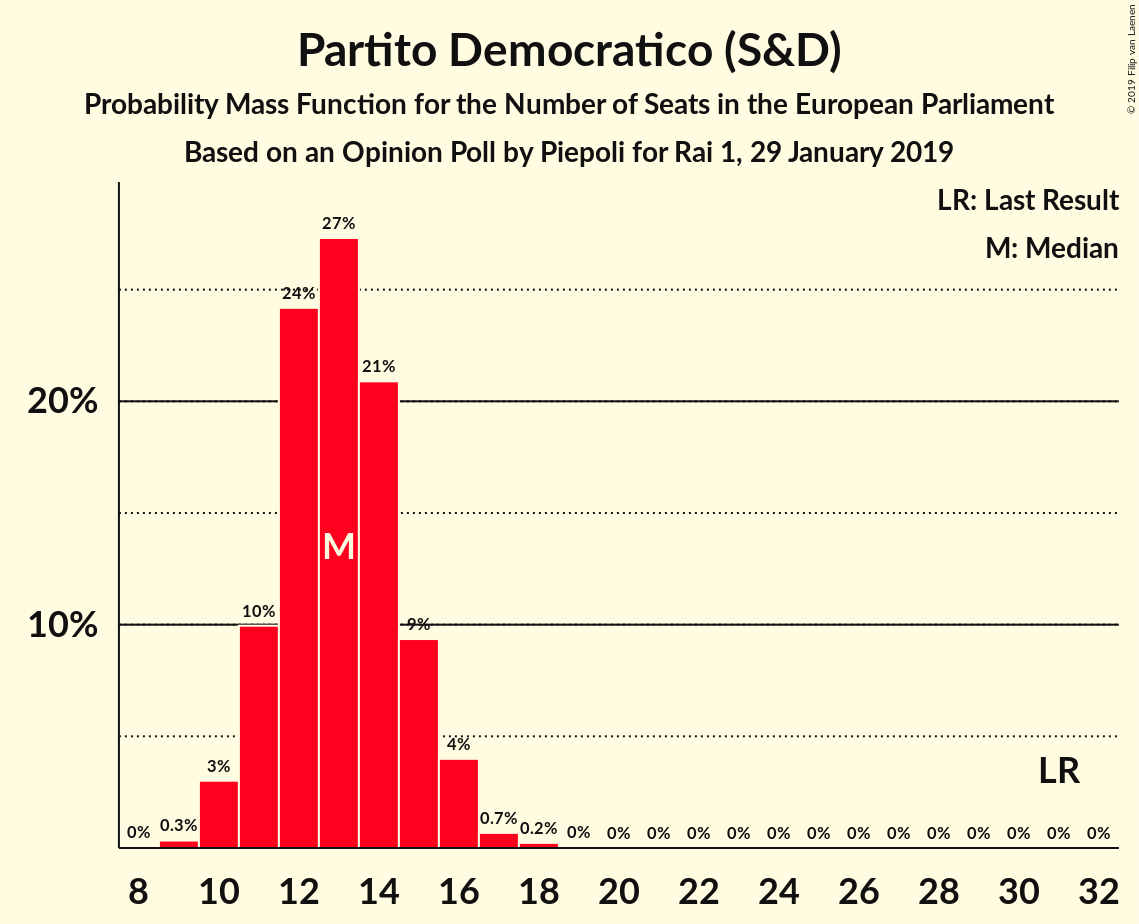 Partito Democratico (S&D)
Probability Mass Function for the Number of Seats in the European Parliament
Based on an Opinion Poll by Piepoli for Rai 1, 29 January 2019
© 2019 Filip van Laenen
LR: Last Result
M: Median
27%
24%
21%
20%
M
10%
10%
9%
4%
3%
LR
0% 0.3% 0.7% 0.2% 0% 0% 0% 0% 0% 0% 0% 0% 0% 0% 0% 0% 0% 0%
8 10 12 14 16 18 20 22 24 26 28 30 32